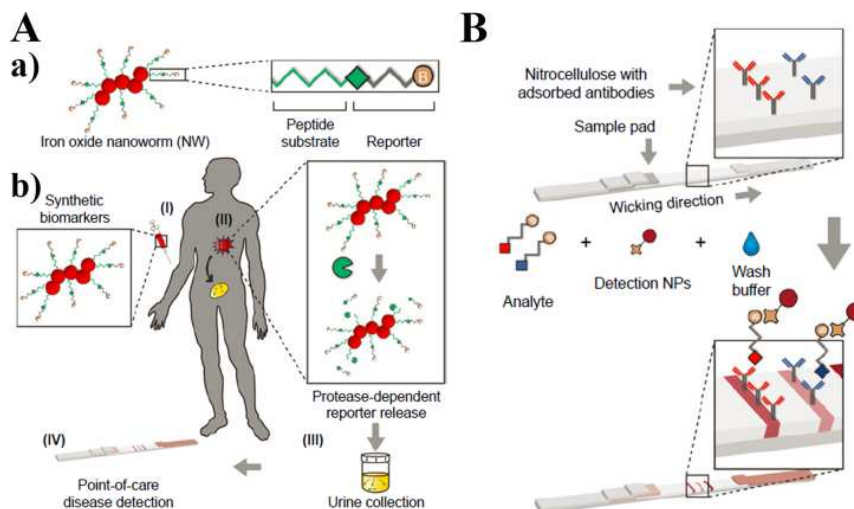 A
a)
B
Iron oxide nanoworm (NW)
Peptide
substrate
Reporter
b)
Synthetic
biomarkers
(I)
(II)
Protease-dependent
reporter release
(III)
Urine collection
(IV)
Point-of-care
disease detection
B
Nitrocellulose with
adsorbed antibodies
Sample pad
Wicking direction
Analyte
+
Detection NPs
+
Wash
buffer